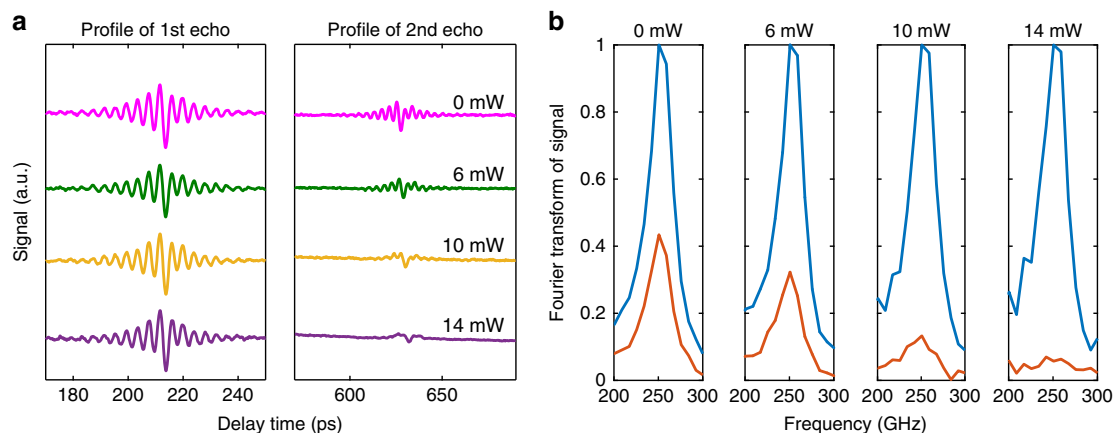 a
Profile of 1st echo
Profile of 2nd echo
Signal (a.u.)
0 mW
6 mW
10 mW
14 mW
180 200 220 240
600 650
Delay time (ps)
b
0 mW 6 mW 10 mW 14 mW
Fourier transform of signal
1
0.8
0.6
0.4
0.2
0
200 250 300 200 250 300 200 250 300 200 250 300
Frequency (GHz)